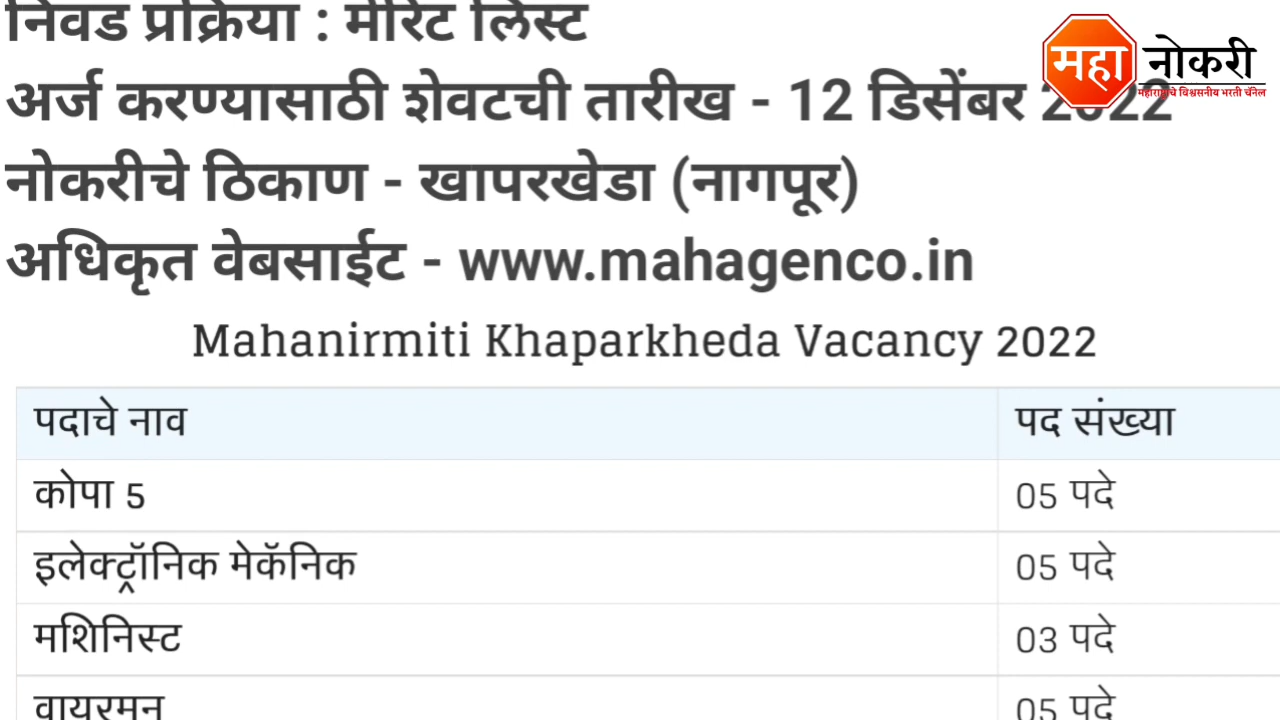 निवड प्रक्रिया : मेरिट लिस्ट
महा नोकरी
महाराष्ट्राचे विश्वसनीय भरती चॅनेल
अर्ज करण्यासाठी शेवटची तारीख - 12 डिसेंबर 2022
नोकरीचे ठिकाण - खापरखेडा (नागपूर)
अधिकृत वेबसाईट - www.mahagenco.in
Mahanirmiti Khaparkheda Vacancy 2022
पदाचे नाव पद संख्या
कोपा 5 05 पदे
इलेक्ट्रॉनिक मेकॅनिक 05 पदे
मशिनिस्ट 03 पदे
वायरमन 05 पदे